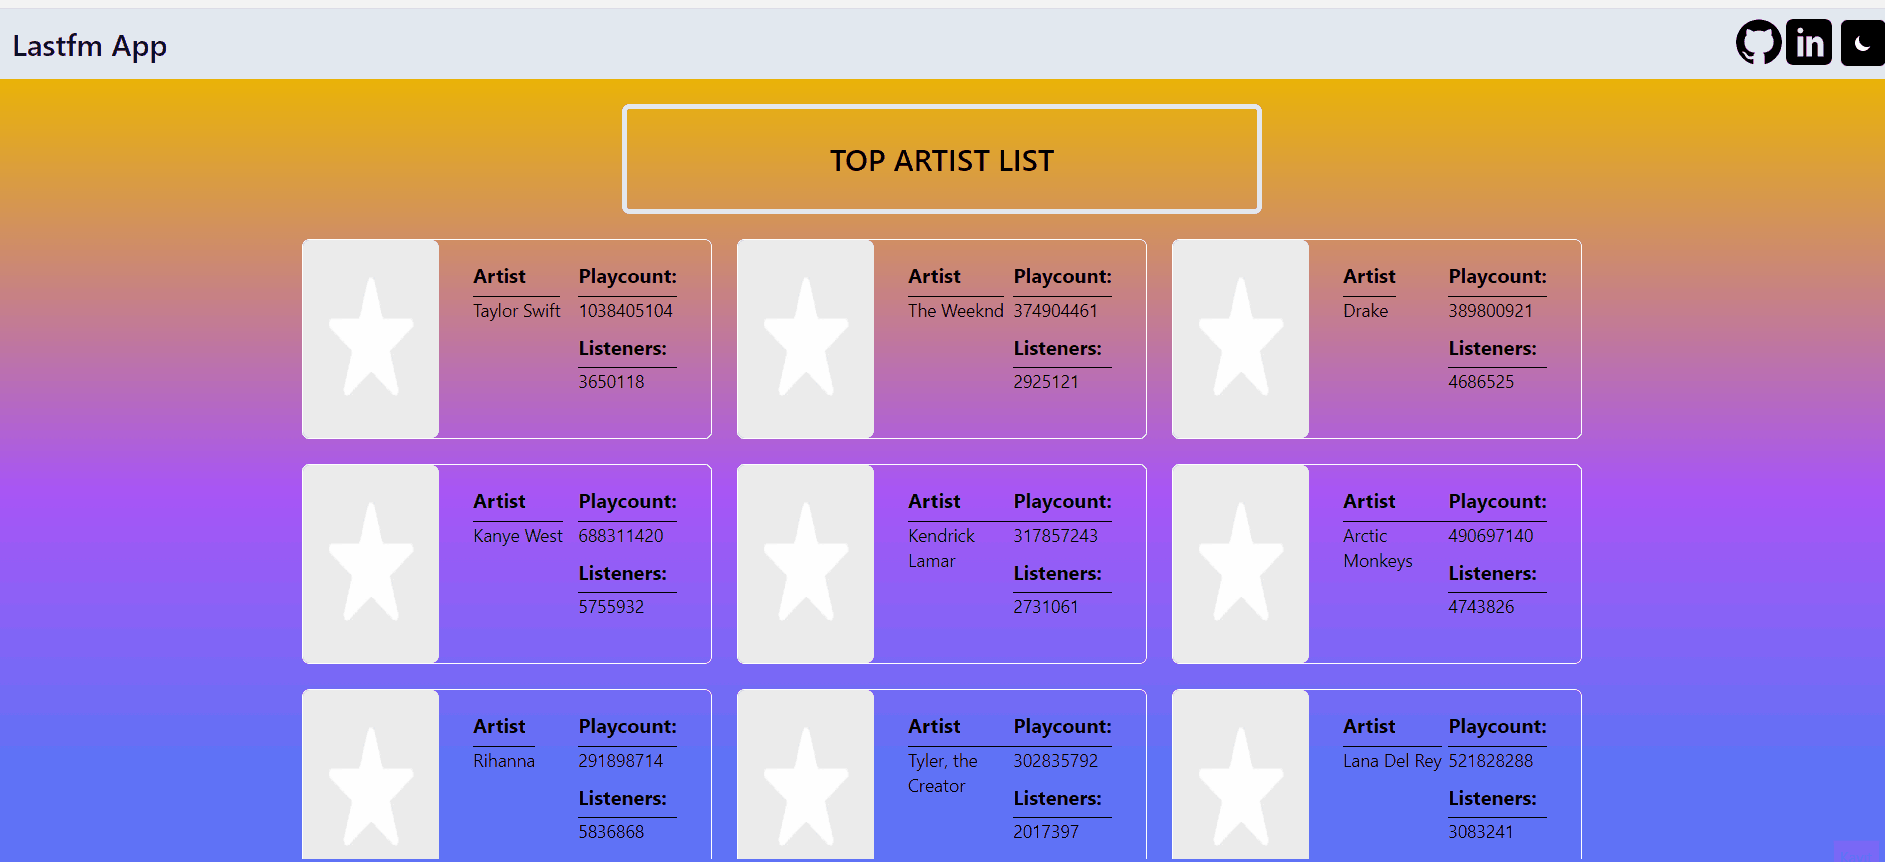 Lastfm App
in
TOP ARTIST LIST
Artist
Taylor Swift
Playcount:
1038405104
Listeners:
3650118
Artist
The Weeknd
Playcount:
374904461
Listeners:
2925121
Artist
Drake
Playcount:
389800921
Listeners:
4686525
Artist
Kanye West
Playcount:
688311420
Listeners:
5755932
Artist
Kendrick
Lamar
Playcount:
317857243
Listeners:
2731061
Artist
Arctic
Monkeys
Playcount:
490697140
Listeners:
4743826
Artist
Rihanna
Playcount:
291898714
Listeners:
5836868
Artist
Tyler, the
Creator
Playcount:
302835792
Listeners:
2017397
Artist
Lana Del Rey
Playcount:
521828288
Listeners:
3083241